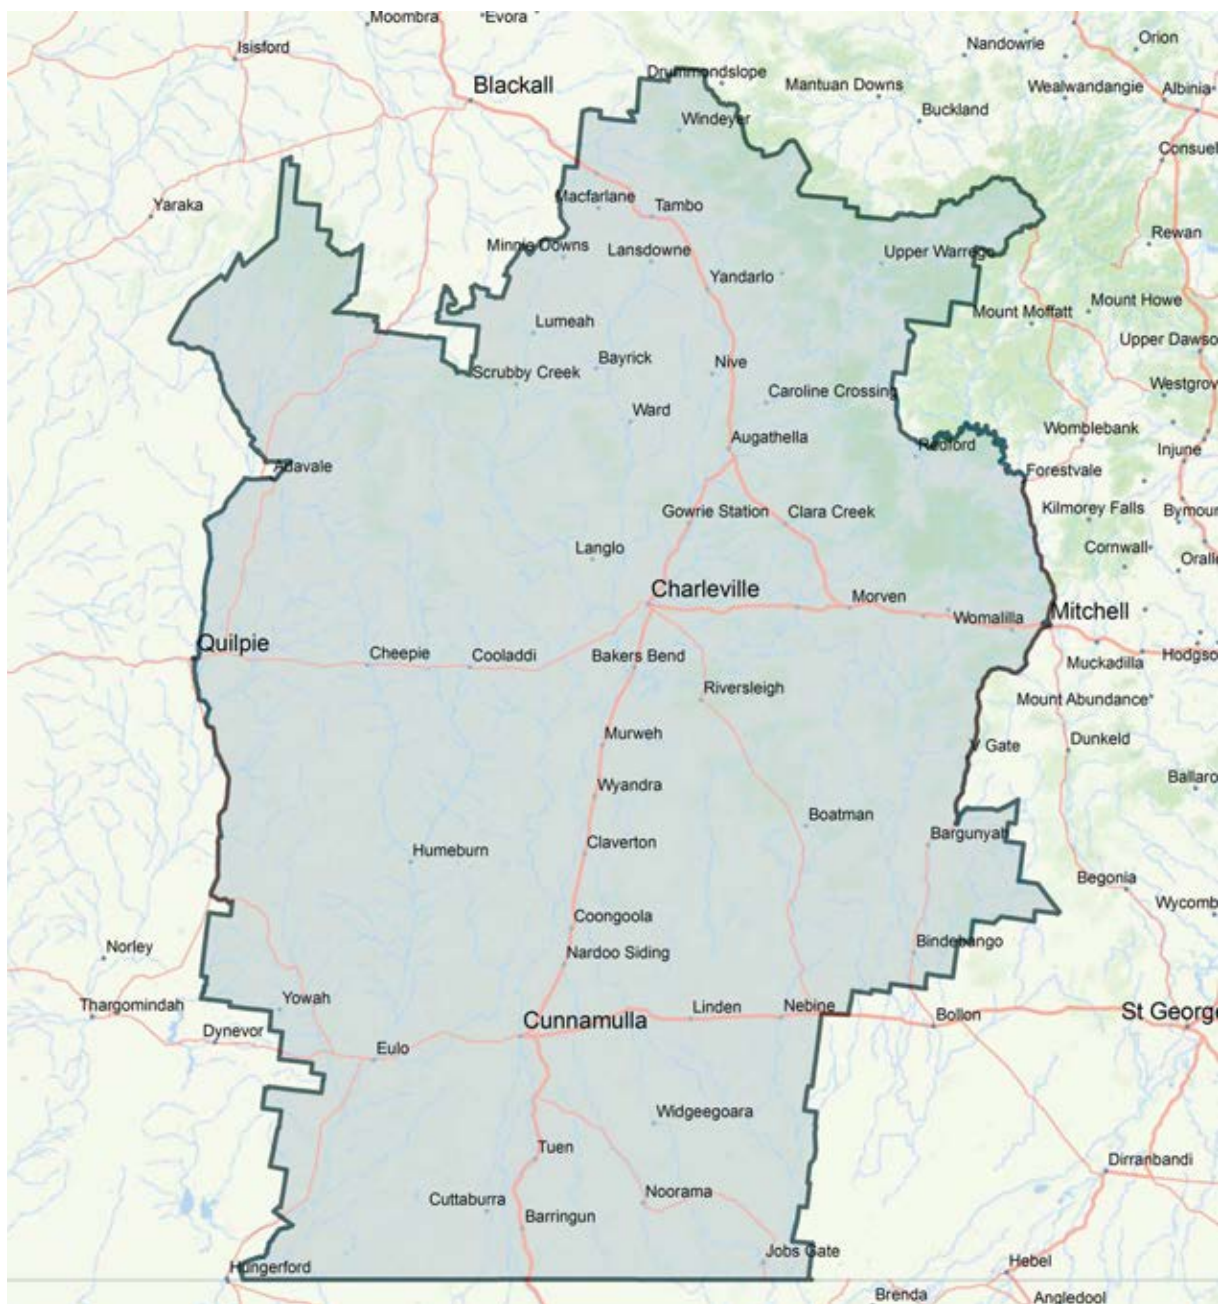 Moombra
Evora
Isisford
Nandowrie
Orion
Blackall
Drummondslope
Mantuan Downs
Wealwandangie
Albinia
Buckland
Windeyer
Consuel
Macfarlane
Tambo
Yaraka
Rewan
Minnie Downs
Lansdowne
Upper Warrego
Yandarlo
Mount Howe
Mount Moffatt
Lumeah
Upper Dawso
Bayrick
Nive
Scrubby Creek
Westgrov
Caroline Crossing
Ward
Womblebank
Augathella
Redford
Injune
Adavale
Forestvale
Gowrie Station
Clara Creek
Kilmorey Falls
Bymour
Langlo
Cornwall
Oralle
Charleville
Morven
Womalilla
Mitchell
Quilpie
Cheepie
Cooladdi
Bakers Bend
Muckadilla
Hodgso
Riversleigh
Mount Abundance
Murweh
V Gate
Dunkeld
Wyandra
Ballaro
Boatman
Bargunyah
Claverton
Humeburn
Begonia
Wycomb
Coongoola
Norley
Nardoo Siding
Bindebango
Yowah
Thargomindah
Linden
Nebine
Bollon
St George
Cunnamulla
Dynevor
Eulo
Widgeegoara
Tuen
Dirranbandi
Cuttaburra
Noorama
Barringun
Jobs Gate
Hungerford
Hebel
Brenda
Angledool